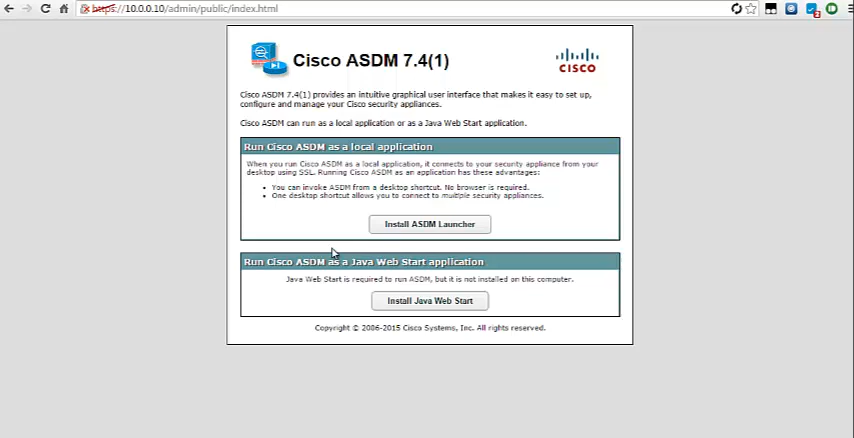 https://10.0.0.10/admin/public/index.html
2
Cisco ASDM 7.4(1)
CISCO
Cisco ASDM 7.4(1) provides an intuitive graphical user interface that makes it easy to set up,
configure and manage your Cisco security appliances.
Cisco ASDM can run as a local application or as a Java Web Start application.
Run Cisco ASDM as a local application
When you run Cisco ASDM as a local application, it connects to your security appliance from your
desktop using SSL. Running Cisco ASDM as an application has these advantages:
• You can invoke ASDM from a desktop shortcut. No browser is required.
• One desktop shortcut allows you to connect to multiple security appliances.
Install ASDM Launcher
Run Cisco ASDM as a Java Web Start application
Java Web Start is required to run ASDM, but it is not installed on this computer.
Install Java Web Start
Copyright © 2006-2015 Cisco Systems, Inc. All rights reserved.